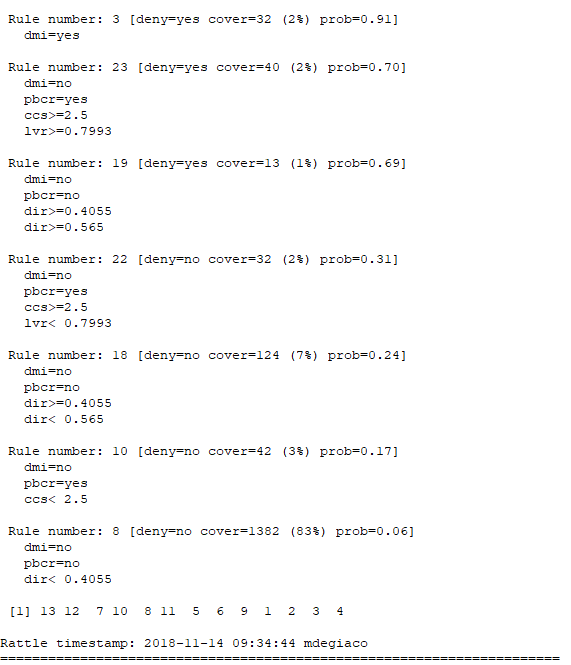 Rule number: 3 [deny=yes cover=32 (2%) prob=0.91]
dmi=yes
Rule number: 23 [deny=yes cover=40 (2%) prob=0.70]
dmi=no
pbcr=yes
ccs>=2.5
lvr>=0.7993
Rule number: 19 [deny=yes cover=13 (1%) prob=0.69]
dmi=no
pbcr=no
dir>=0.4055
dir>=0.565
Rule number: 22 [deny=no cover=32 (2%) prob=0.31]
dmi=no
pbcr=yes
ccs>=2.5
lvr< 0.7993
Rule number: 18 [deny=no cover=124 (7%) prob=0.24]
dmi=no
pbcr=no
dir>=0.4055
dir< 0.565
Rule number: 10 [deny=no cover=42 (3%) prob=0.17]
dmi=no
pbcr=yes
ccs< 2.5
Rule number: 8 [deny=no cover=1382 (83%) prob=0.06]
dmi=no
pbcr=no
dir< 0.4055
[1] 13 12 7 10 8 11 5 6 9 1 2 3 4
Rattle timestamp: 2018-11-14 09:34:44 mdegiaco
======================================================================